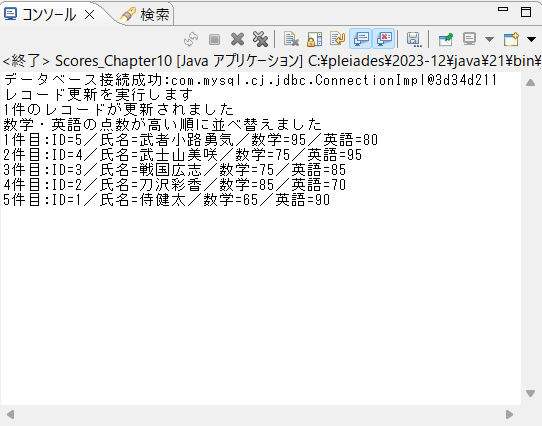 コンソール × 検索
<終了> Scores_Chapter10 [Java アプリケーション] C:¥pleiades¥2023-12¥java¥21¥bin¥
データベース接続成功:com.mysql.cj.jdbc.ConnectionImpl@3d34d211
レコード更新を実行します
1件のレコードが更新されました
数学・英語の点数が高い順に並べ替えました
1件目:ID=5／氏名=武者小路勇気／数学=95／英語=80
2件目:ID=4／氏名=武士山美咲／数学=75／英語=95
3件目:ID=3／氏名=戦国広志／数学=75／英語=85
4件目:ID=2／氏名=刀沢彩香／数学=85／英語=70
5件目:ID=1／氏名=侍健太／数学=65／英語=90